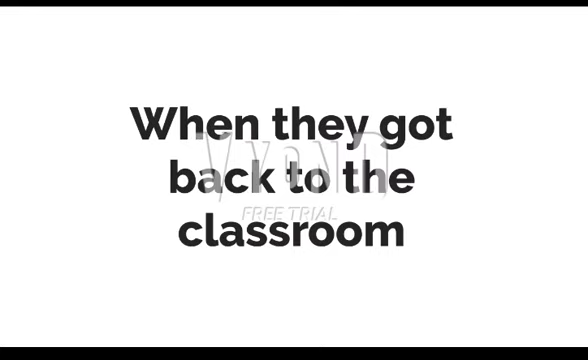 When they got
back to the
classroom
VYOND
FREE TRIAL